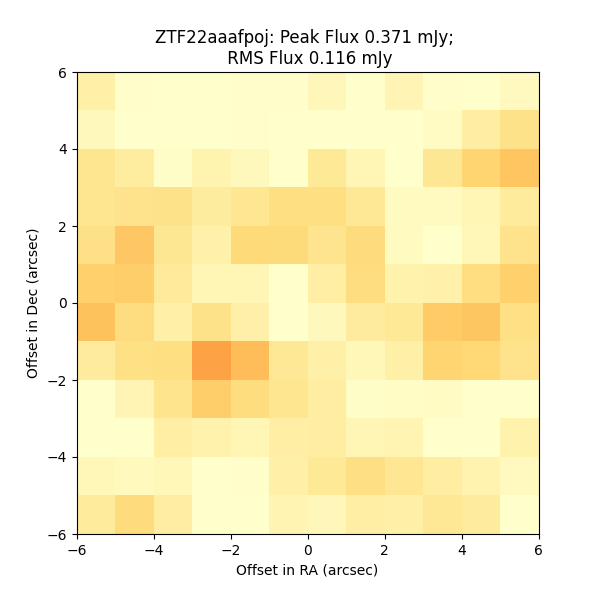 ZTF22aaafpoj: Peak Flux 0.371 mJy;
RMS Flux 0.116 mJy
6
4
2
0
−2
−4
−6
Offset in Dec (arcsec)
−6 −4 −2 0 2 4 6
Offset in RA (arcsec)